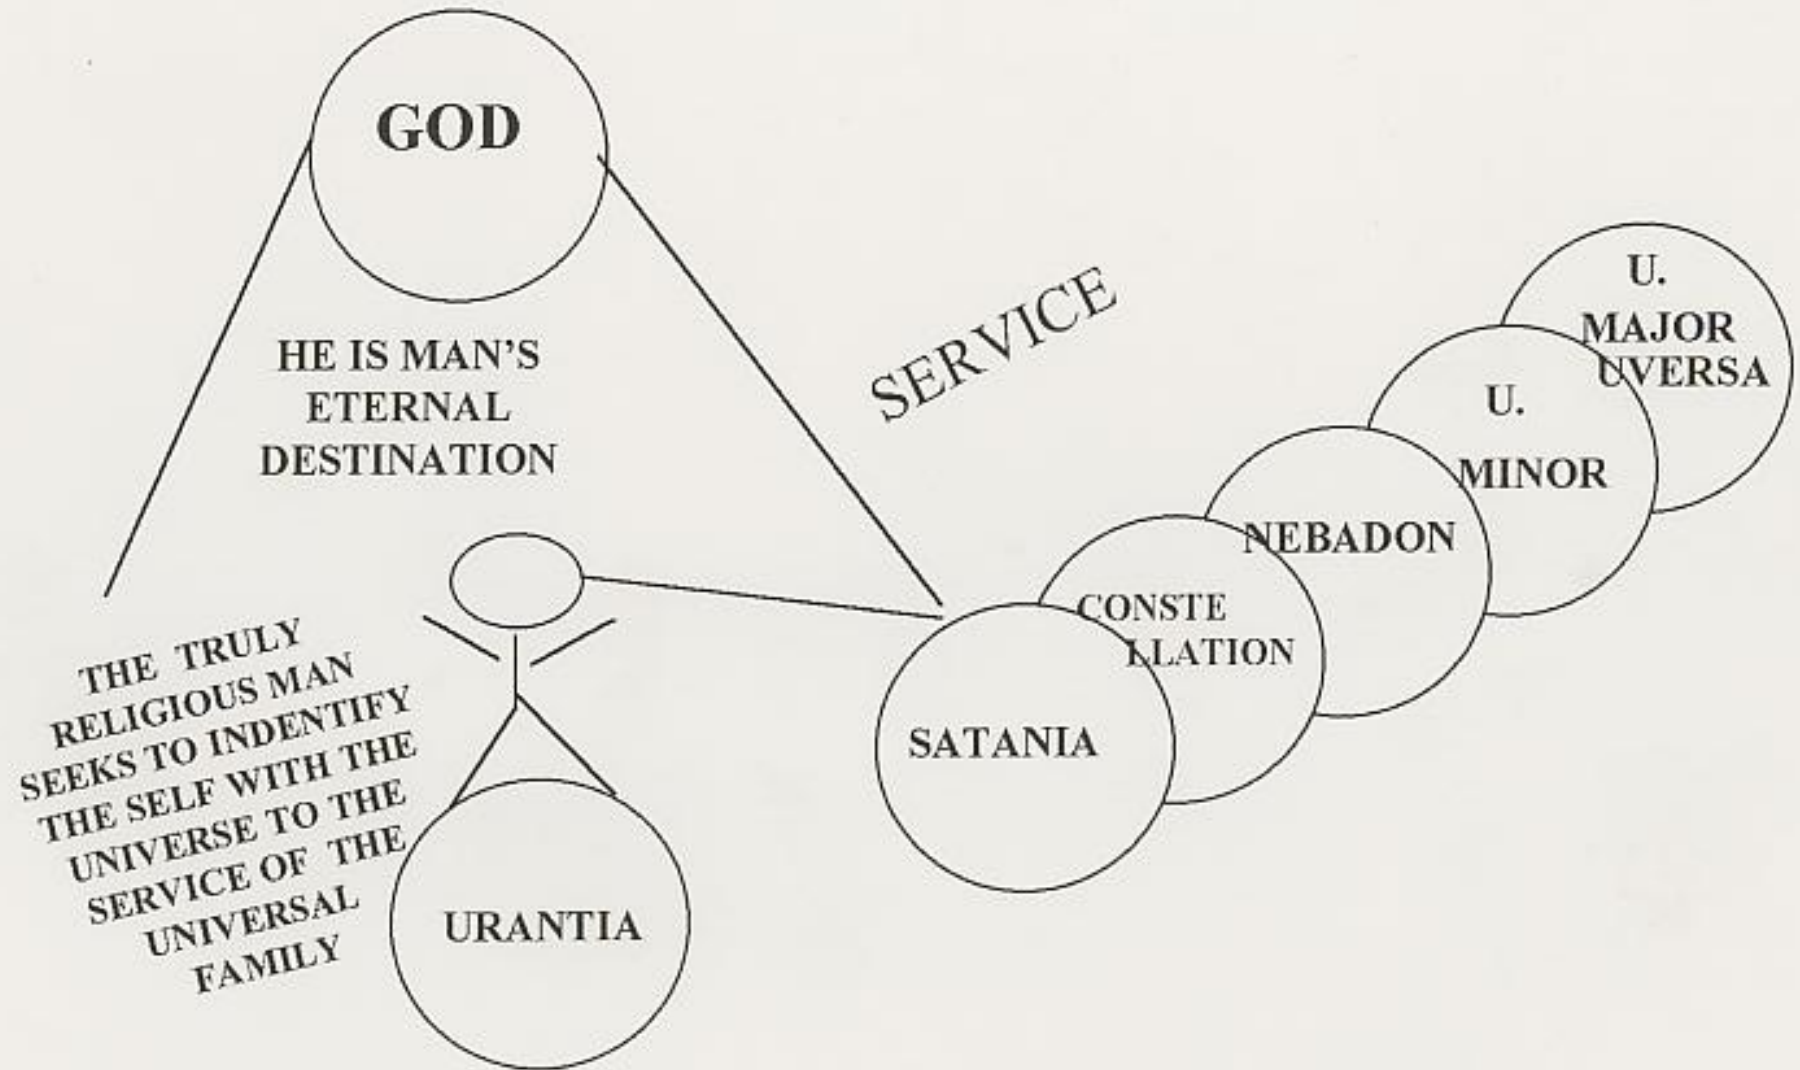 GOD
HE IS MAN'S
ETERNAL
DESTINATION
SERVICE
U.
MAJOR
UVERSA
U.
MINOR
NEBADON
CONSTE
LLATION
SATANIA
THE TRULY
RELIGIOUS MAN
SEEKS TO INDENTIFY
THE SELF WITH THE
UNIVERSE TO THE
SERVICE OF THE
UNIVERSAL
FAMILY
URANTIA